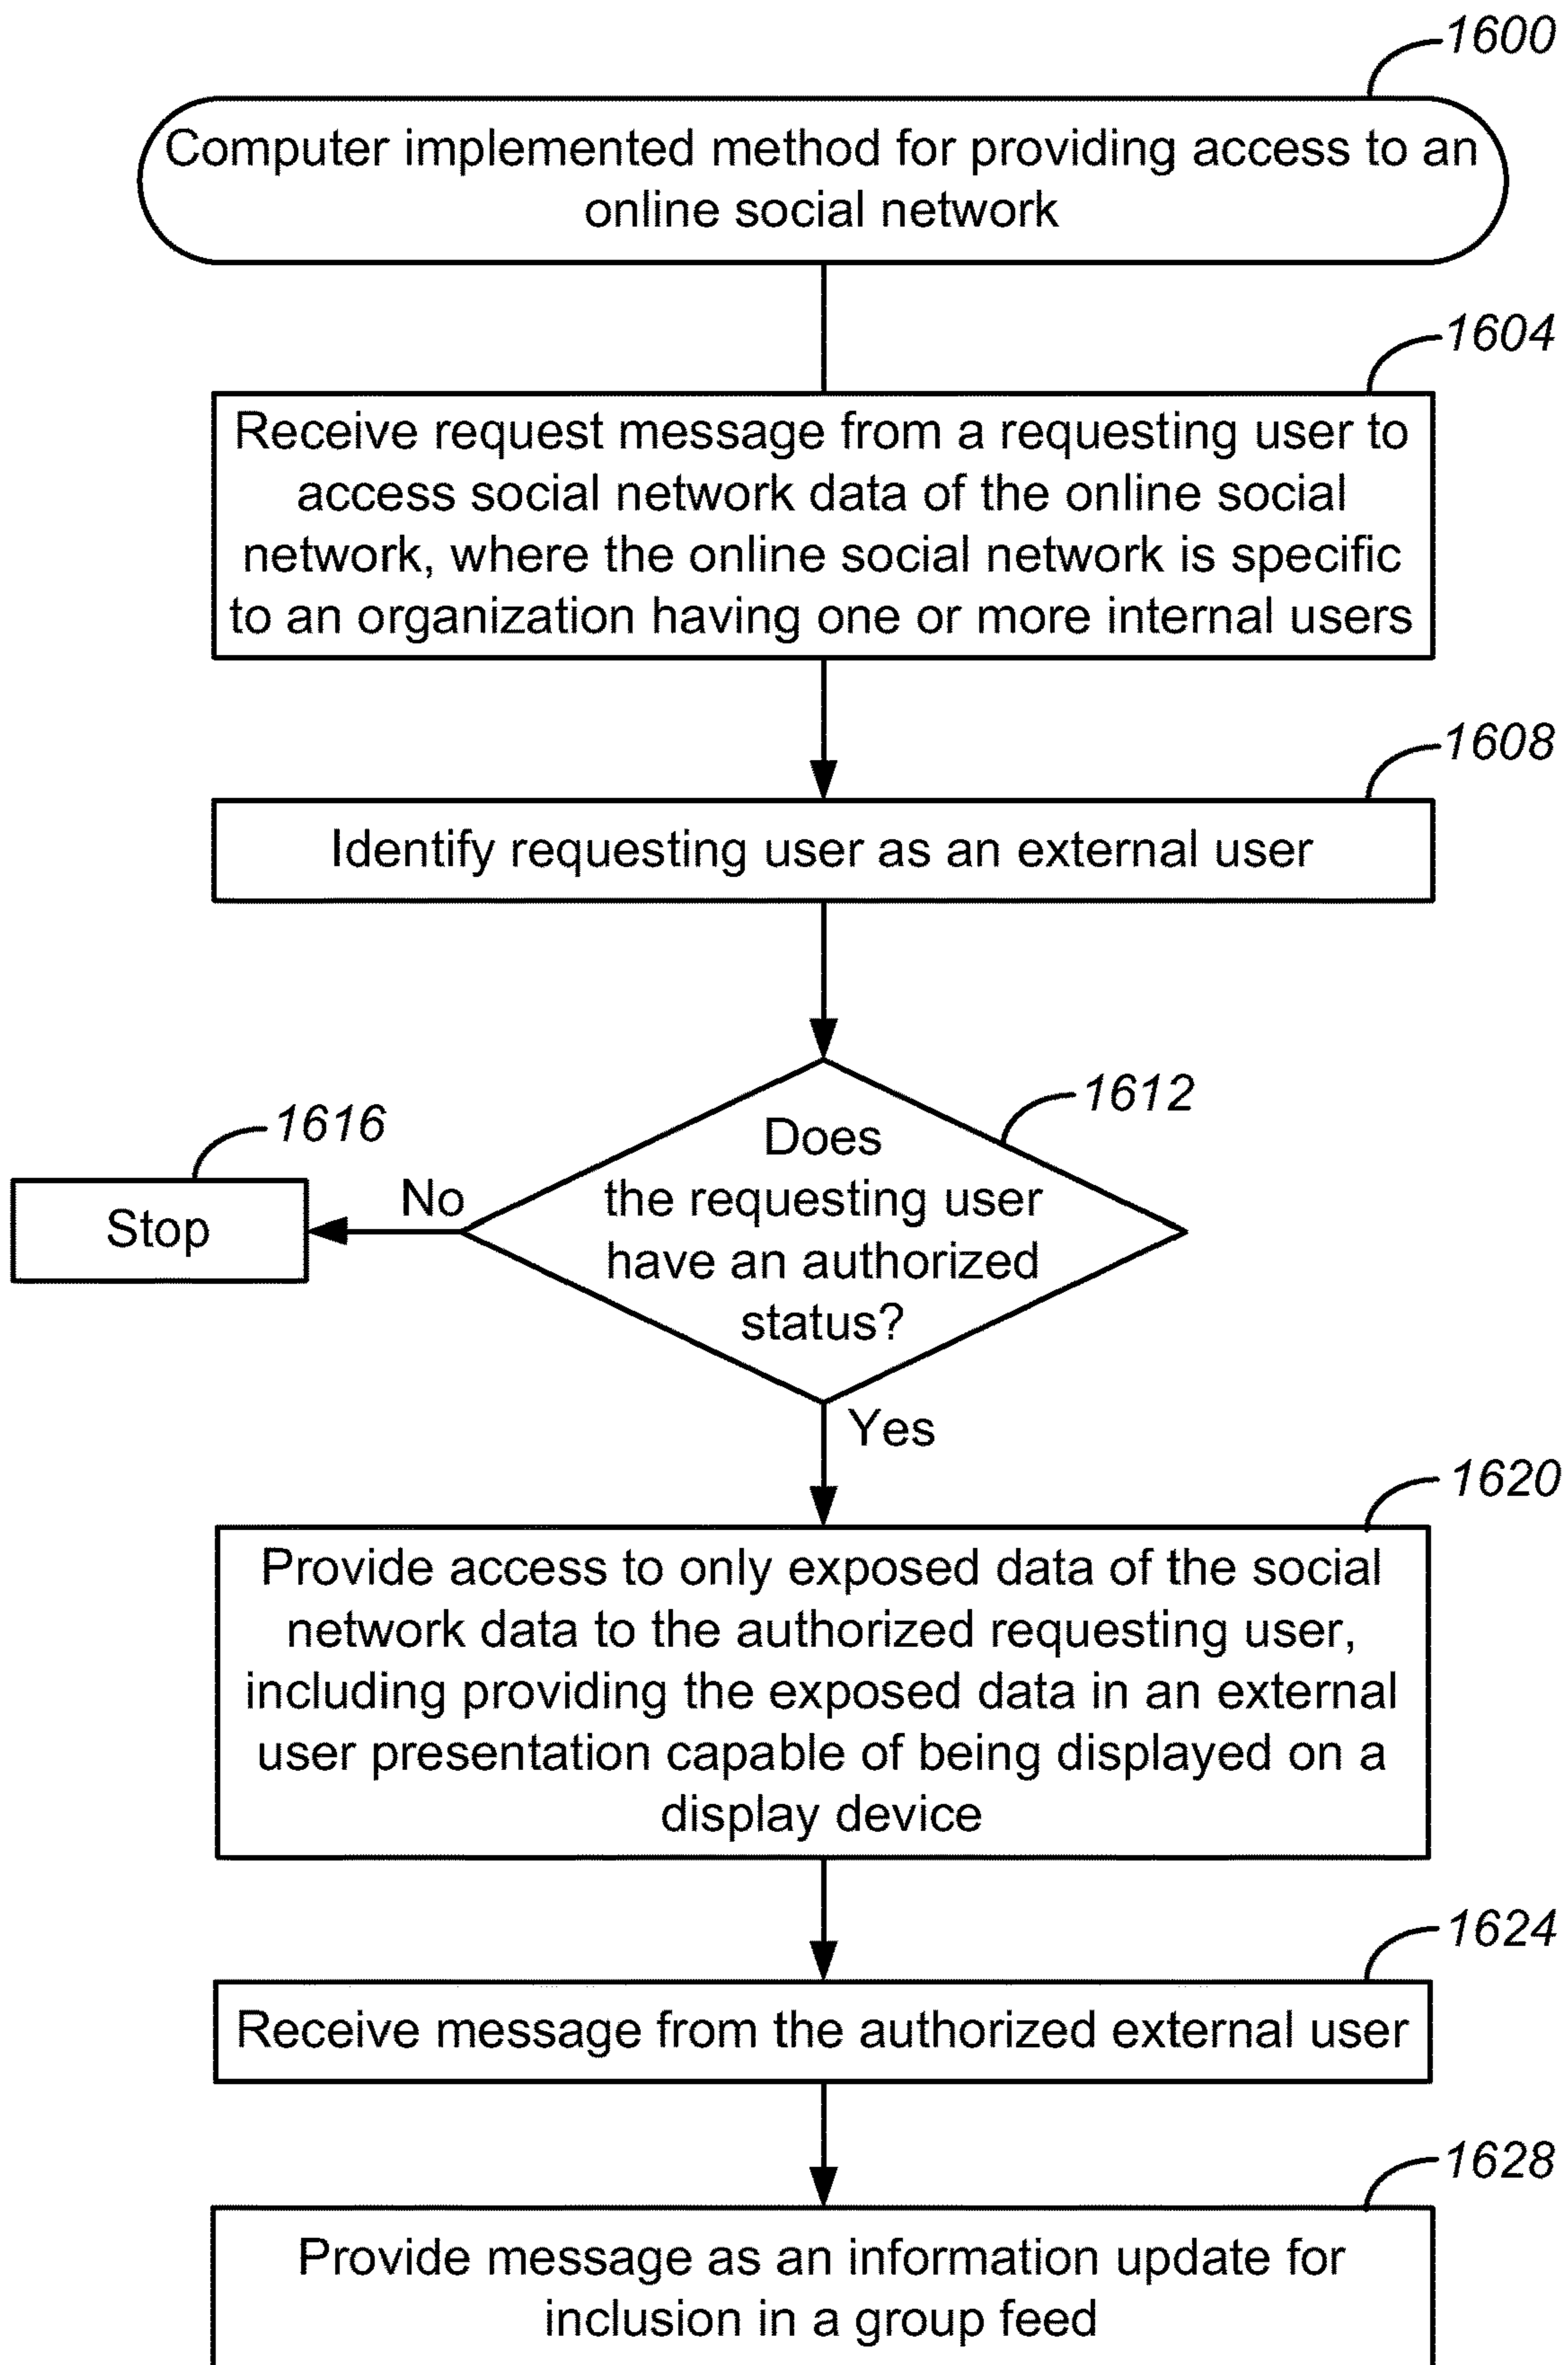 1600
Computer implemented method for providing access to an
online social network
1604
Receive request message from a requesting user to
access social network data of the online social
network, where the online social network is specific
to an organization having one or more internal users
1608
Identify requesting user as an external user
1612
Does
the requesting user
have an authorized
status?
No
1616
Stop
Yes
1620
Provide access to only exposed data of the social
network data to the authorized requesting user,
including providing the exposed data in an external
user presentation capable of being displayed on a
display device
1624
Receive message from the authorized external user
1628
Provide message as an information update for
inclusion in a group feed